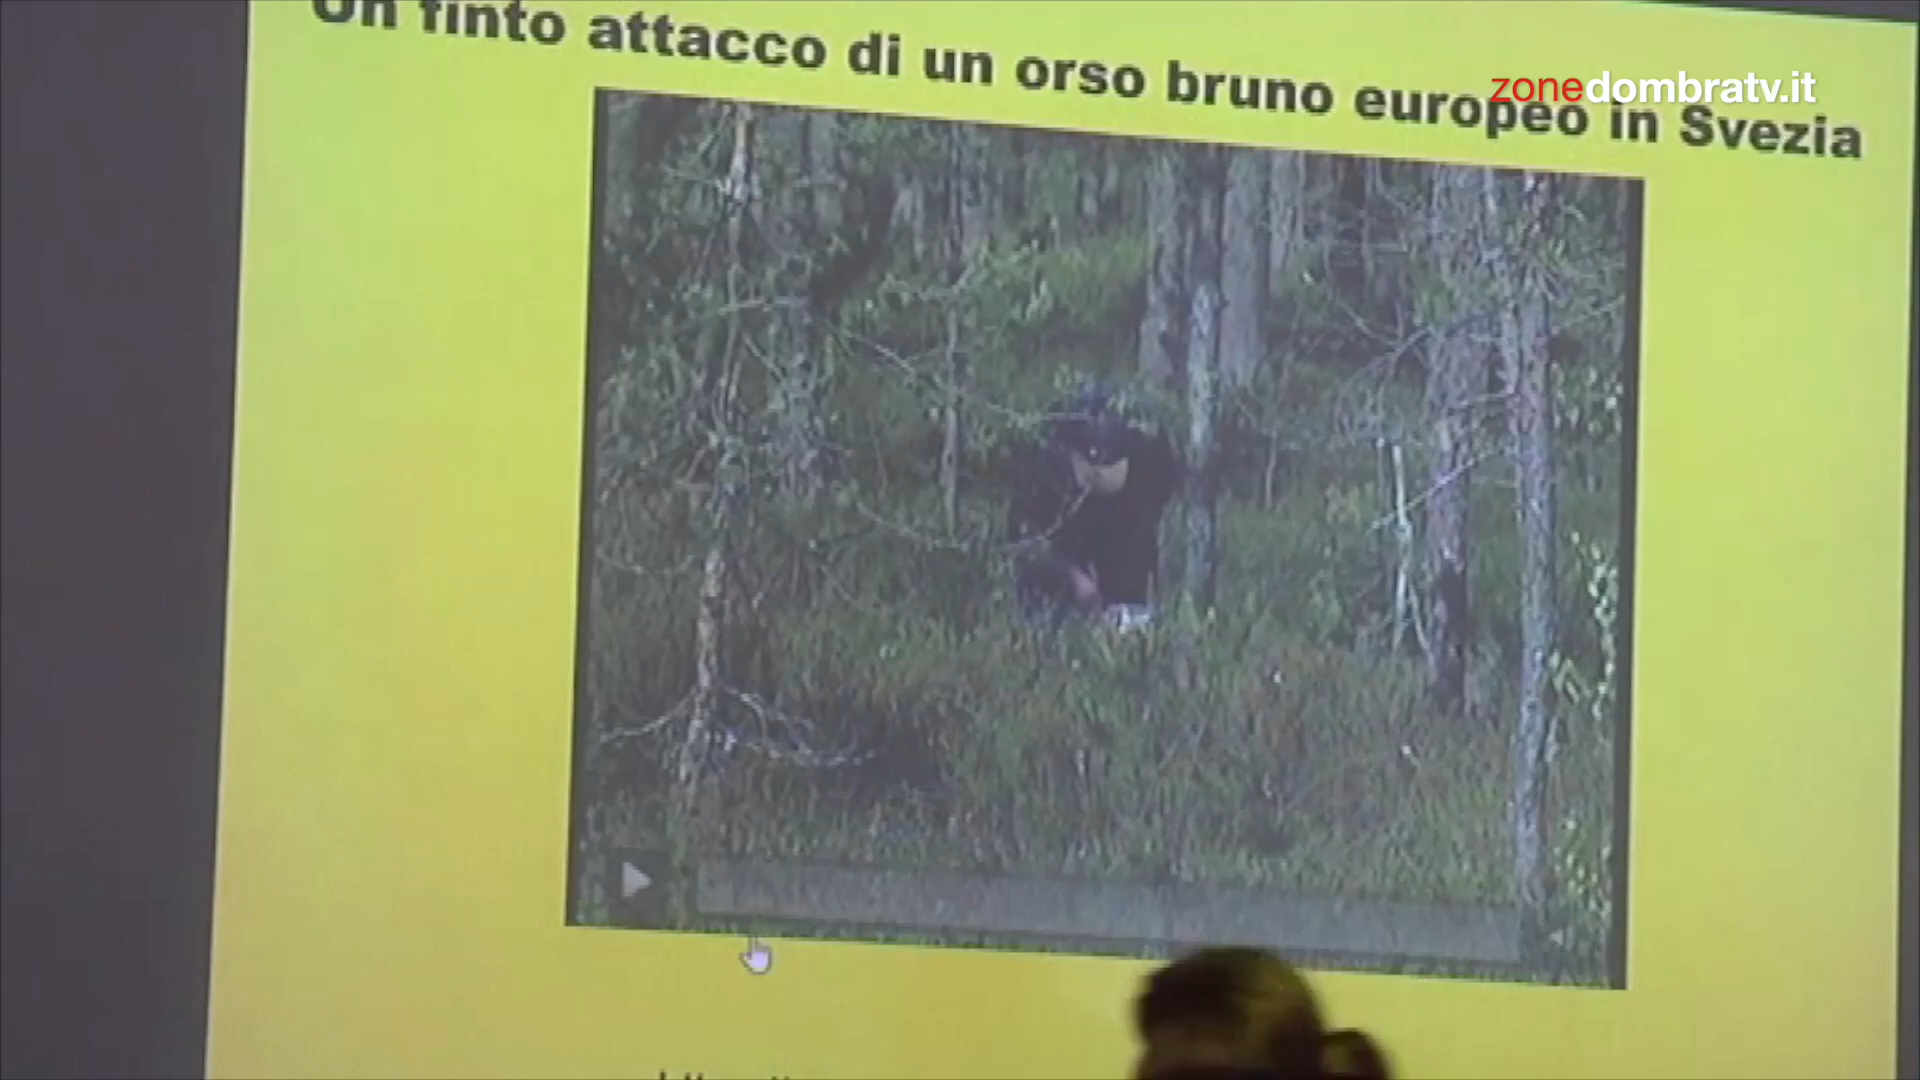 Un finto attacco di un orso bruno europeo in Svezia
zonedombratv.it